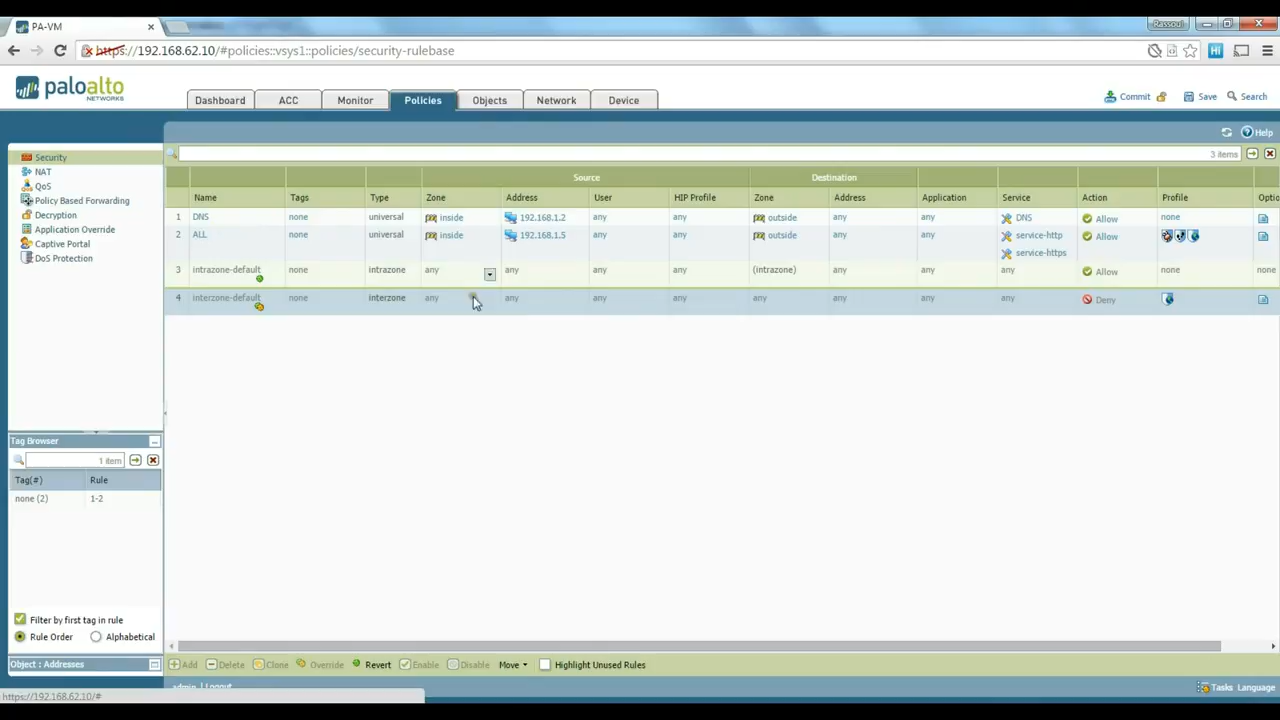 PA-VM
Rassoul
https://192.168.62.10/#policies::vsys1::policies/security-rulebase
Hi
paloalto
NETWORKS
Dashboard ACC Monitor Policies Objects Network Device
Commit Save Search
Help
3 items
Security
NAT
QoS
Policy Based Forwarding
Decryption
Application Override
Captive Portal
DoS Protection
Source Destination
Name Tags Type Zone Address User HIP Profile Zone Address Application Service Action Profile Optio
1 DNS none universal inside 192.168.1.2 any any outside any any DNS Allow none
2 ALL none universal inside 192.168.1.5 any any outside any any service-http Allow
service-https
3 intrazone-default none intrazone any any any any (intrazone) any any any Allow none none
4 interzone-default none interzone any any any any any any any any Deny
Tag Browser
1 item
Tag(#) Rule
none (2) 1-2
Filter by first tag in rule
Rule Order Alphabetical
Object : Addresses
Add Delete Clone Override Revert Enable Disable Move Highlight Unused Rules
admin | Logout
Tasks Language
https://192.168.62.10/#